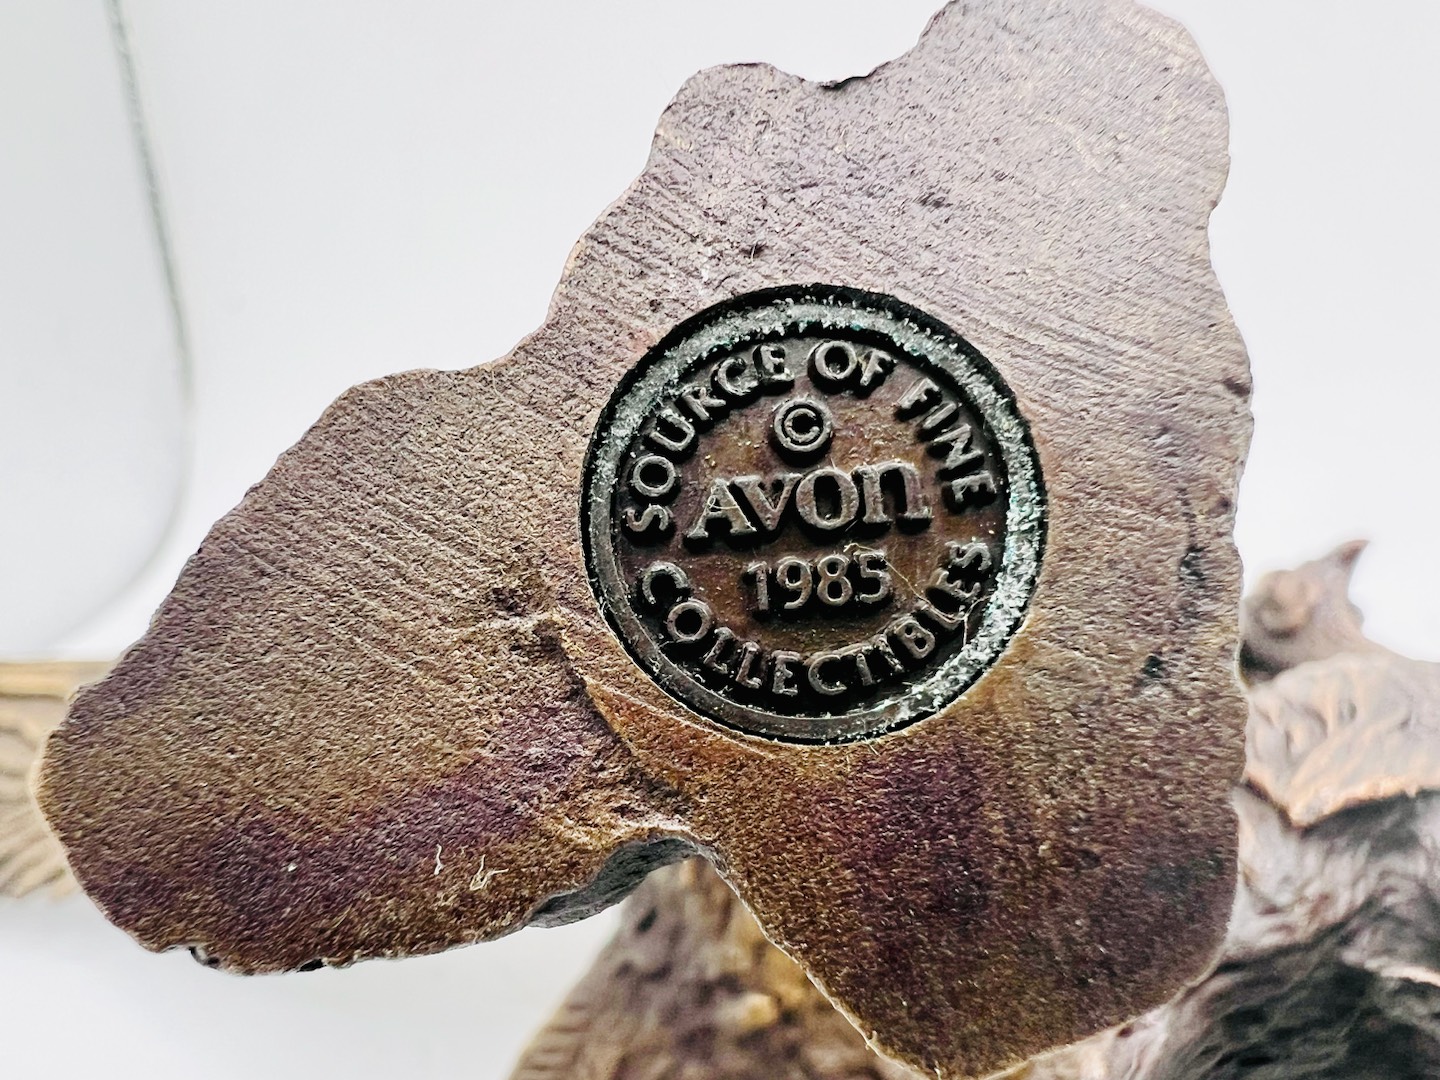 SOURCE OF FINE
©
AVON
1985
COLLECTIBLES